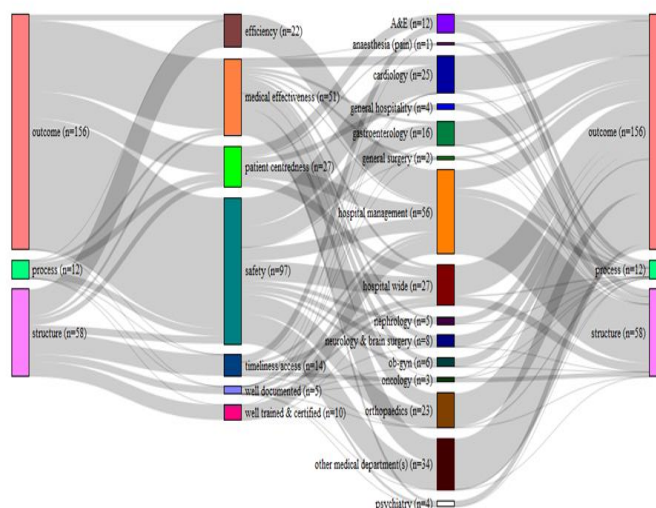 outcome (n=156)
process (n=12)
structure (n=58)
efficiency (n=22)
medical effectiveness (n=51)
patient centredness (n=27)
safety (n=97)
timeliness/access (n=14)
well documented (n=5)
well trained & certified (n=10)
A&E (n=12)
anaesthesia (pain) (n=1)
cardiology (n=25)
general hospitality (n=4)
gastroenterology (n=16)
general surgery (n=2)
hospital management (n=56)
hospital wide (n=27)
nephrology (n=5)
neurology & brain surgery (n=8)
ob-gyn (n=6)
oncology (n=3)
orthopaedics (n=23)
other medical department(s) (n=34)
psychiatry (n=4)
outcome (n=156)
process (n=12)
structure (n=58)